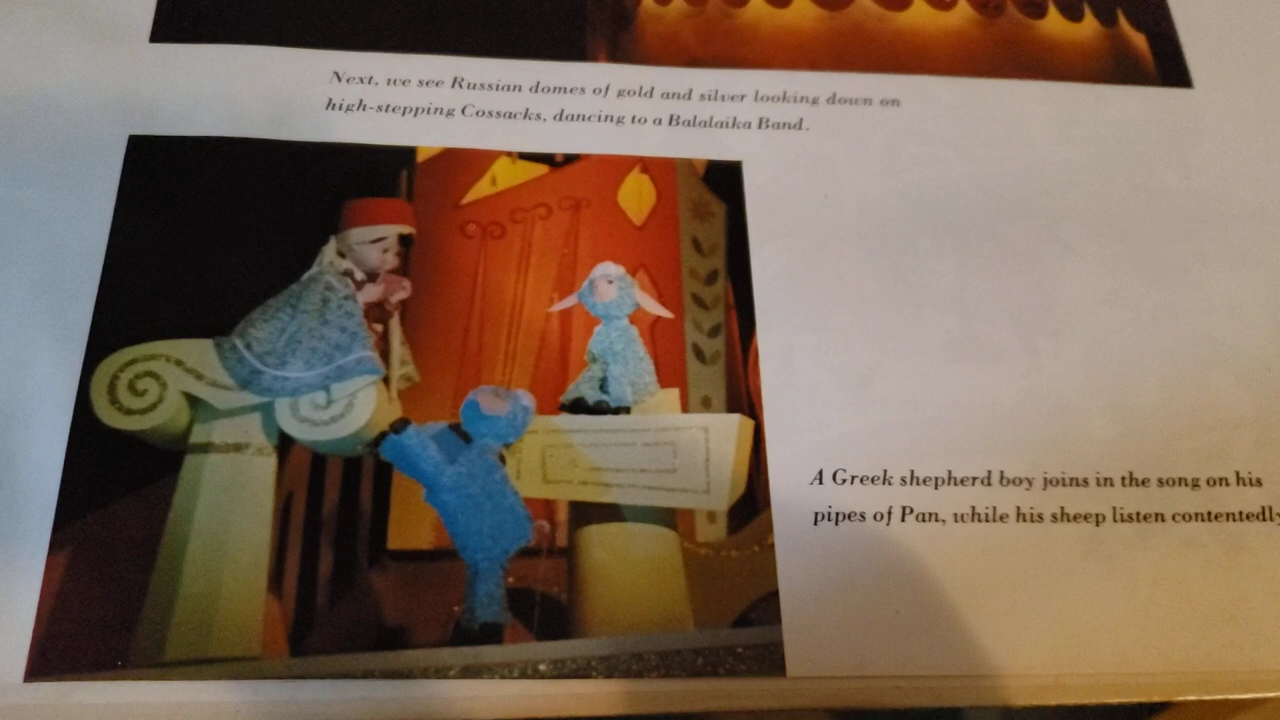 Next, we see Russian domes of gold and silver looking down on
high-stepping Cossacks, dancing to a Balalaika Band.
A Greek shepherd boy joins in the song on his
pipes of Pan, while his sheep listen contentedly